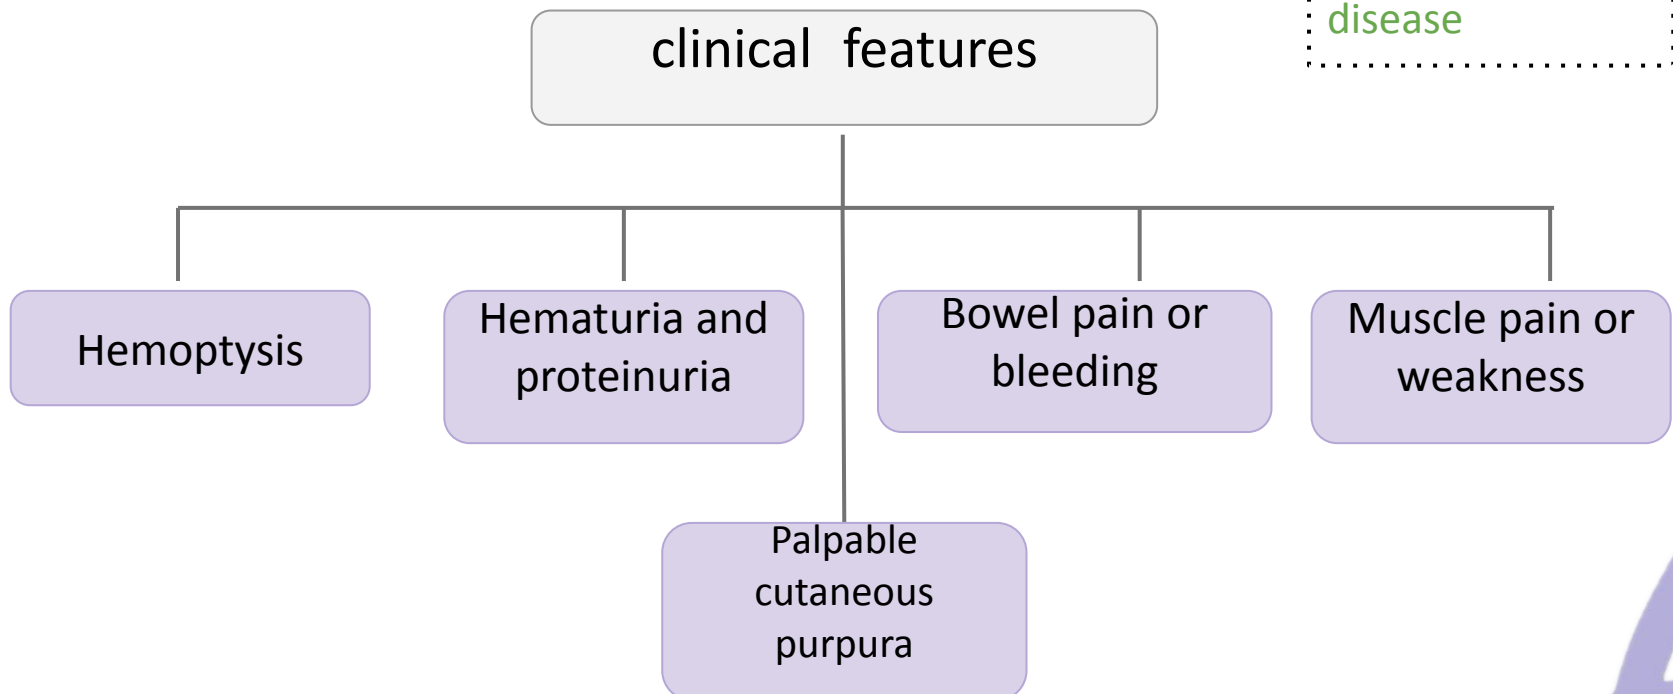 disease
clinical features
Hemoptysis
Hematuria and
proteinuria
Bowel pain or
bleeding
Muscle pain or
weakness
Palpable
cutaneous
purpura